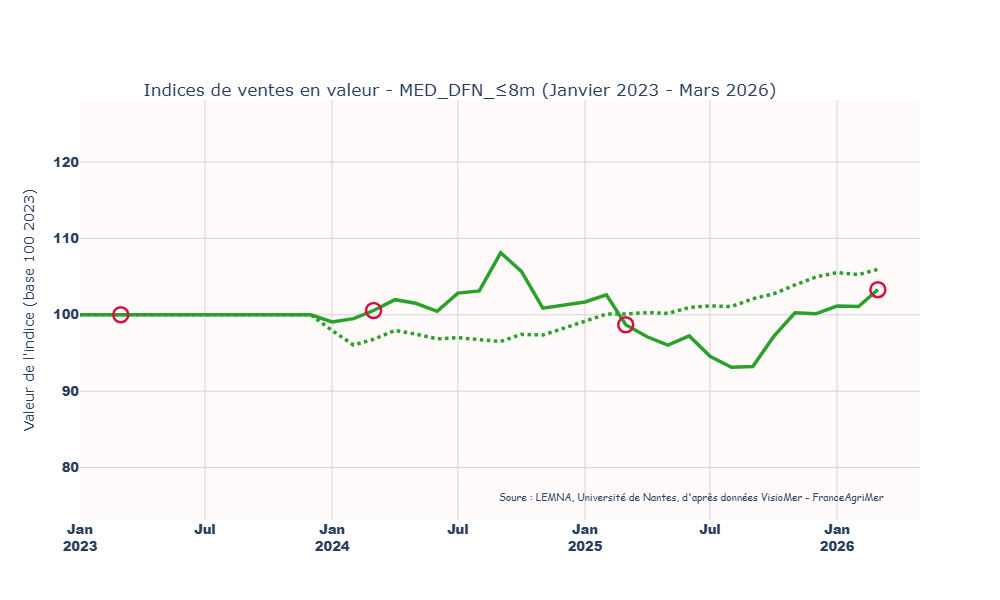 Indices de ventes en valeur - MED_DFN_≤8m (Janvier 2023 - Mars 2026)
Valeur de l'indice (base 100 2023)
120
110
100
90
80
Soure : LEMNA, Université de Nantes, d'après données VisioMer - FranceAgriMer
Jan Jul Jan Jul Jan Jul Jan
2023 2024 2025 2026